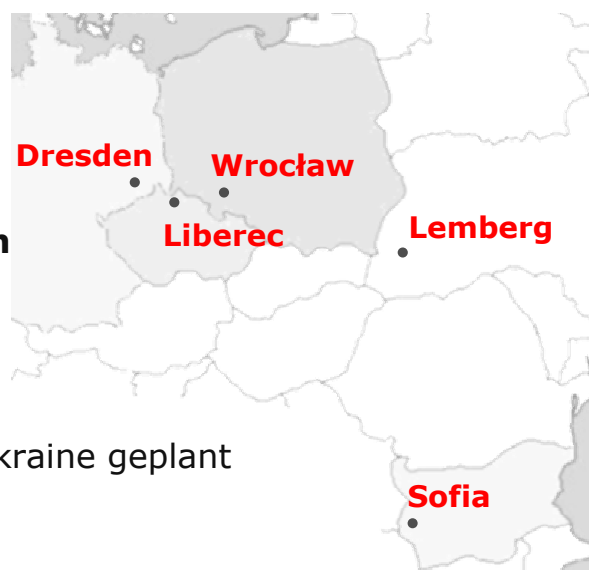 Dresden
Wrocław
Liberec
Lemberg
kraine geplant
Sofia